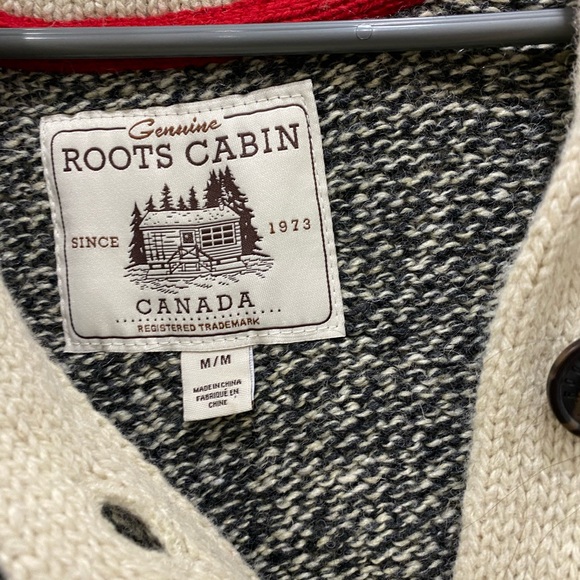 Genuine
ROOTS CABIN
SINCE 1973
CANADA
REGISTERED TRADEMARK
M/M
MADE IN CHINA
FABRIQUÉ EN
CHINE